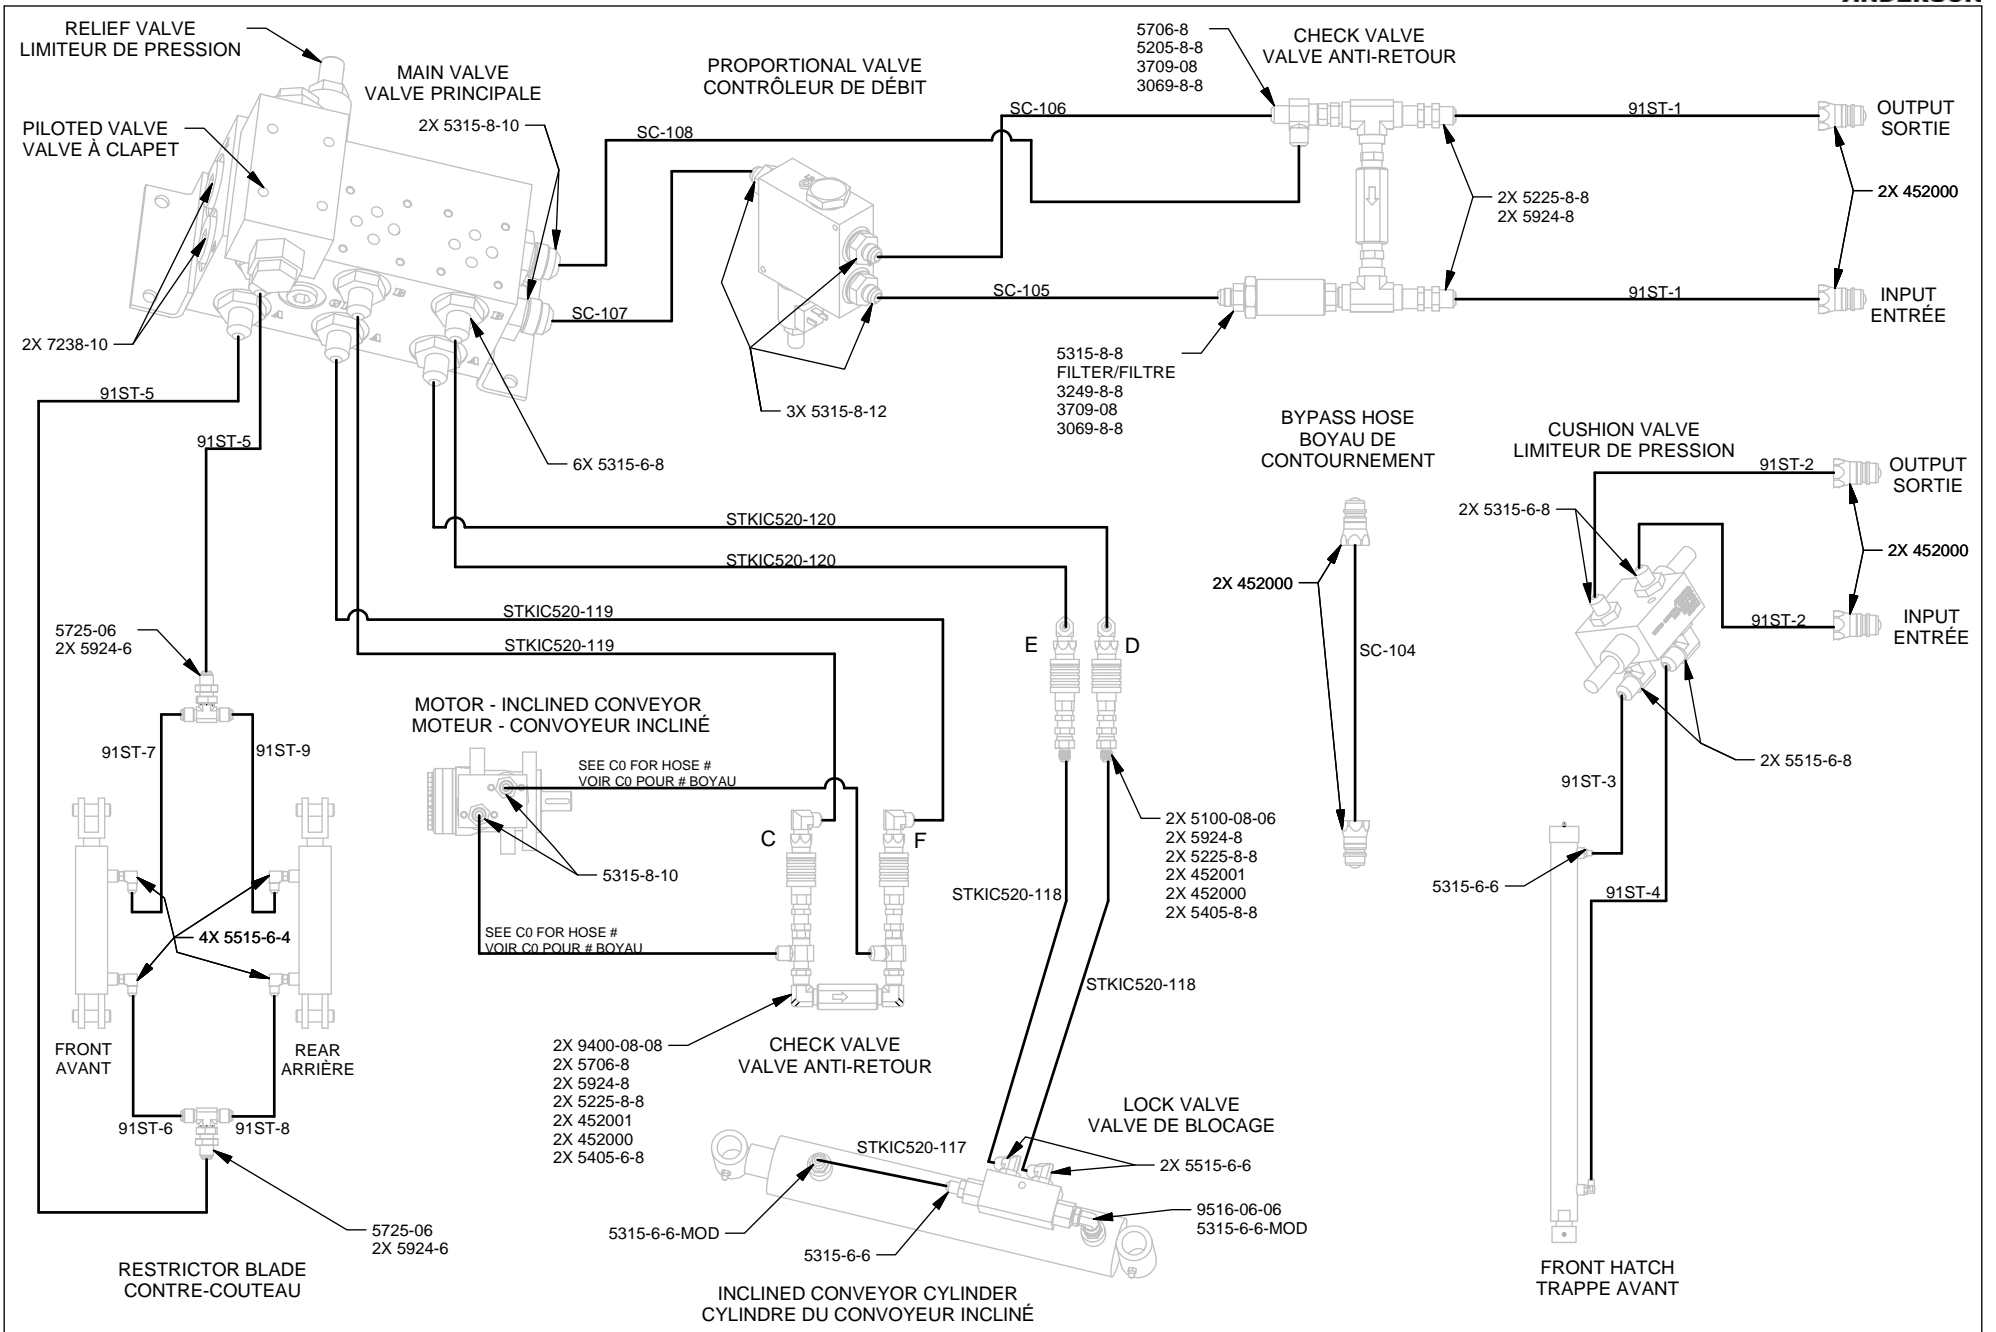 RELIEF VALVE
LIMITEUR DE PRESSION
MAIN VALVE
VALVE PRINCIPALE
2X 5315-8-10
PILOTED VALVE
VALVE À CLAPET
2X 7238-10
PROPORTIONAL VALVE
CONTRÔLEUR DE DÉBIT
SC-108
SC-107
SC-106
SC-105
3X 5315-8-12
6X 5315-6-8
5706-8
5205-8-8
3709-08
3069-8-8
CHECK VALVE
VALVE ANTI-RETOUR
91ST-1
OUTPUT
SORTIE
2X 5225-8-8
2X 5924-8
2X 452000
91ST-1
INPUT
ENTRÉE
5315-8-8
FILTER/FILTRE
3249-8-8
3709-08
3069-8-8
91ST-5
91ST-5
STKIC520-120
STKIC520-120
STKIC520-119
STKIC520-119
BYPASS HOSE
BOYAU DE
CONTOURNEMENT
2X 452000
SC-104
CUSHION VALVE
LIMITEUR DE PRESSION
91ST-2
OUTPUT
SORTIE
2X 5315-6-8
2X 452000
91ST-2
INPUT
ENTRÉE
2X 5515-6-8
91ST-3
5315-6-6
91ST-4
FRONT HATCH
TRAPPE AVANT
5725-06
2X 5924-6
91ST-7
91ST-9
4X 5515-6-4
FRONT
AVANT
REAR
ARRIÈRE
91ST-6
91ST-8
5725-06
2X 5924-6
RESTRICTOR BLADE
CONTRE-COUTEAU
MOTOR - INCLINED CONVEYOR
MOTEUR - CONVOYEUR INCLINÉ
SEE C0 FOR HOSE #
VOIR C0 POUR # BOYAU
5315-8-10
SEE C0 FOR HOSE #
VOIR C0 POUR # BOYAU
C
F
2X 9400-08-08
2X 5706-8
2X 5924-8
2X 5225-8-8
2X 452001
2X 452000
2X 5405-6-8
CHECK VALVE
VALVE ANTI-RETOUR
E
D
2X 5100-08-06
2X 5924-8
2X 5225-8-8
2X 452001
2X 452000
2X 5405-8-8
STKIC520-118
STKIC520-118
LOCK VALVE
VALVE DE BLOCAGE
2X 5515-6-6
STKIC520-117
9516-06-06
5315-6-6-MOD
5315-6-6-MOD
5315-6-6
INCLINED CONVEYOR CYLINDER
CYLINDRE DU CONVOYEUR INCLINÉ